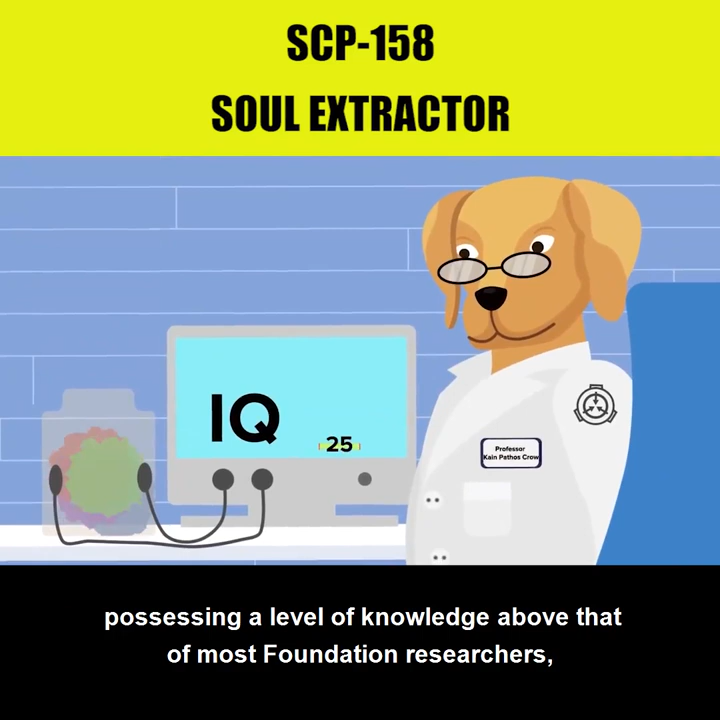 SCP-158
SOUL EXTRACTOR
IQ
25
Professor
Kain Pathos Crow
possessing a level of knowledge above that
of most Foundation researchers,